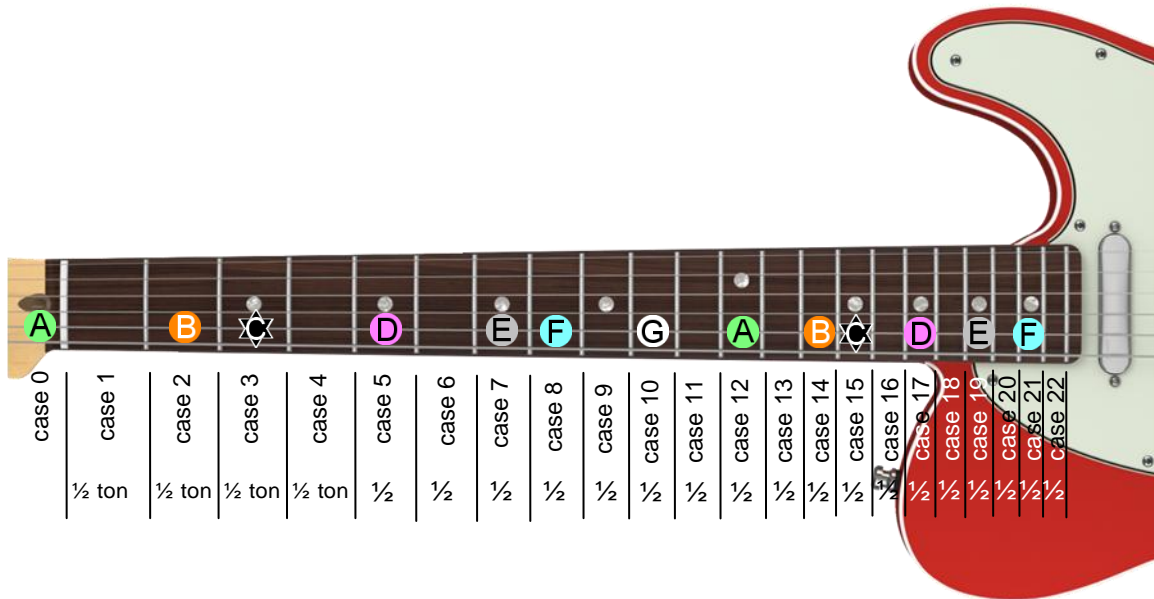 A B C D E F G A B C D E F
case 0 case 1 case 2 case 3 case 4 case 5 case 6 case 7 case 8 case 9 case 10 case 11 case 12 case 13 case 14 case 15 case 16 case 17 case 18 case 19 case 20 case 21 case 22
½ ton ½ ton ½ ton ½ ton ½ ½ ½ ½ ½ ½ ½ ½ ½ ½ ½ ½ ½ ½ ½ ½ ½ ½